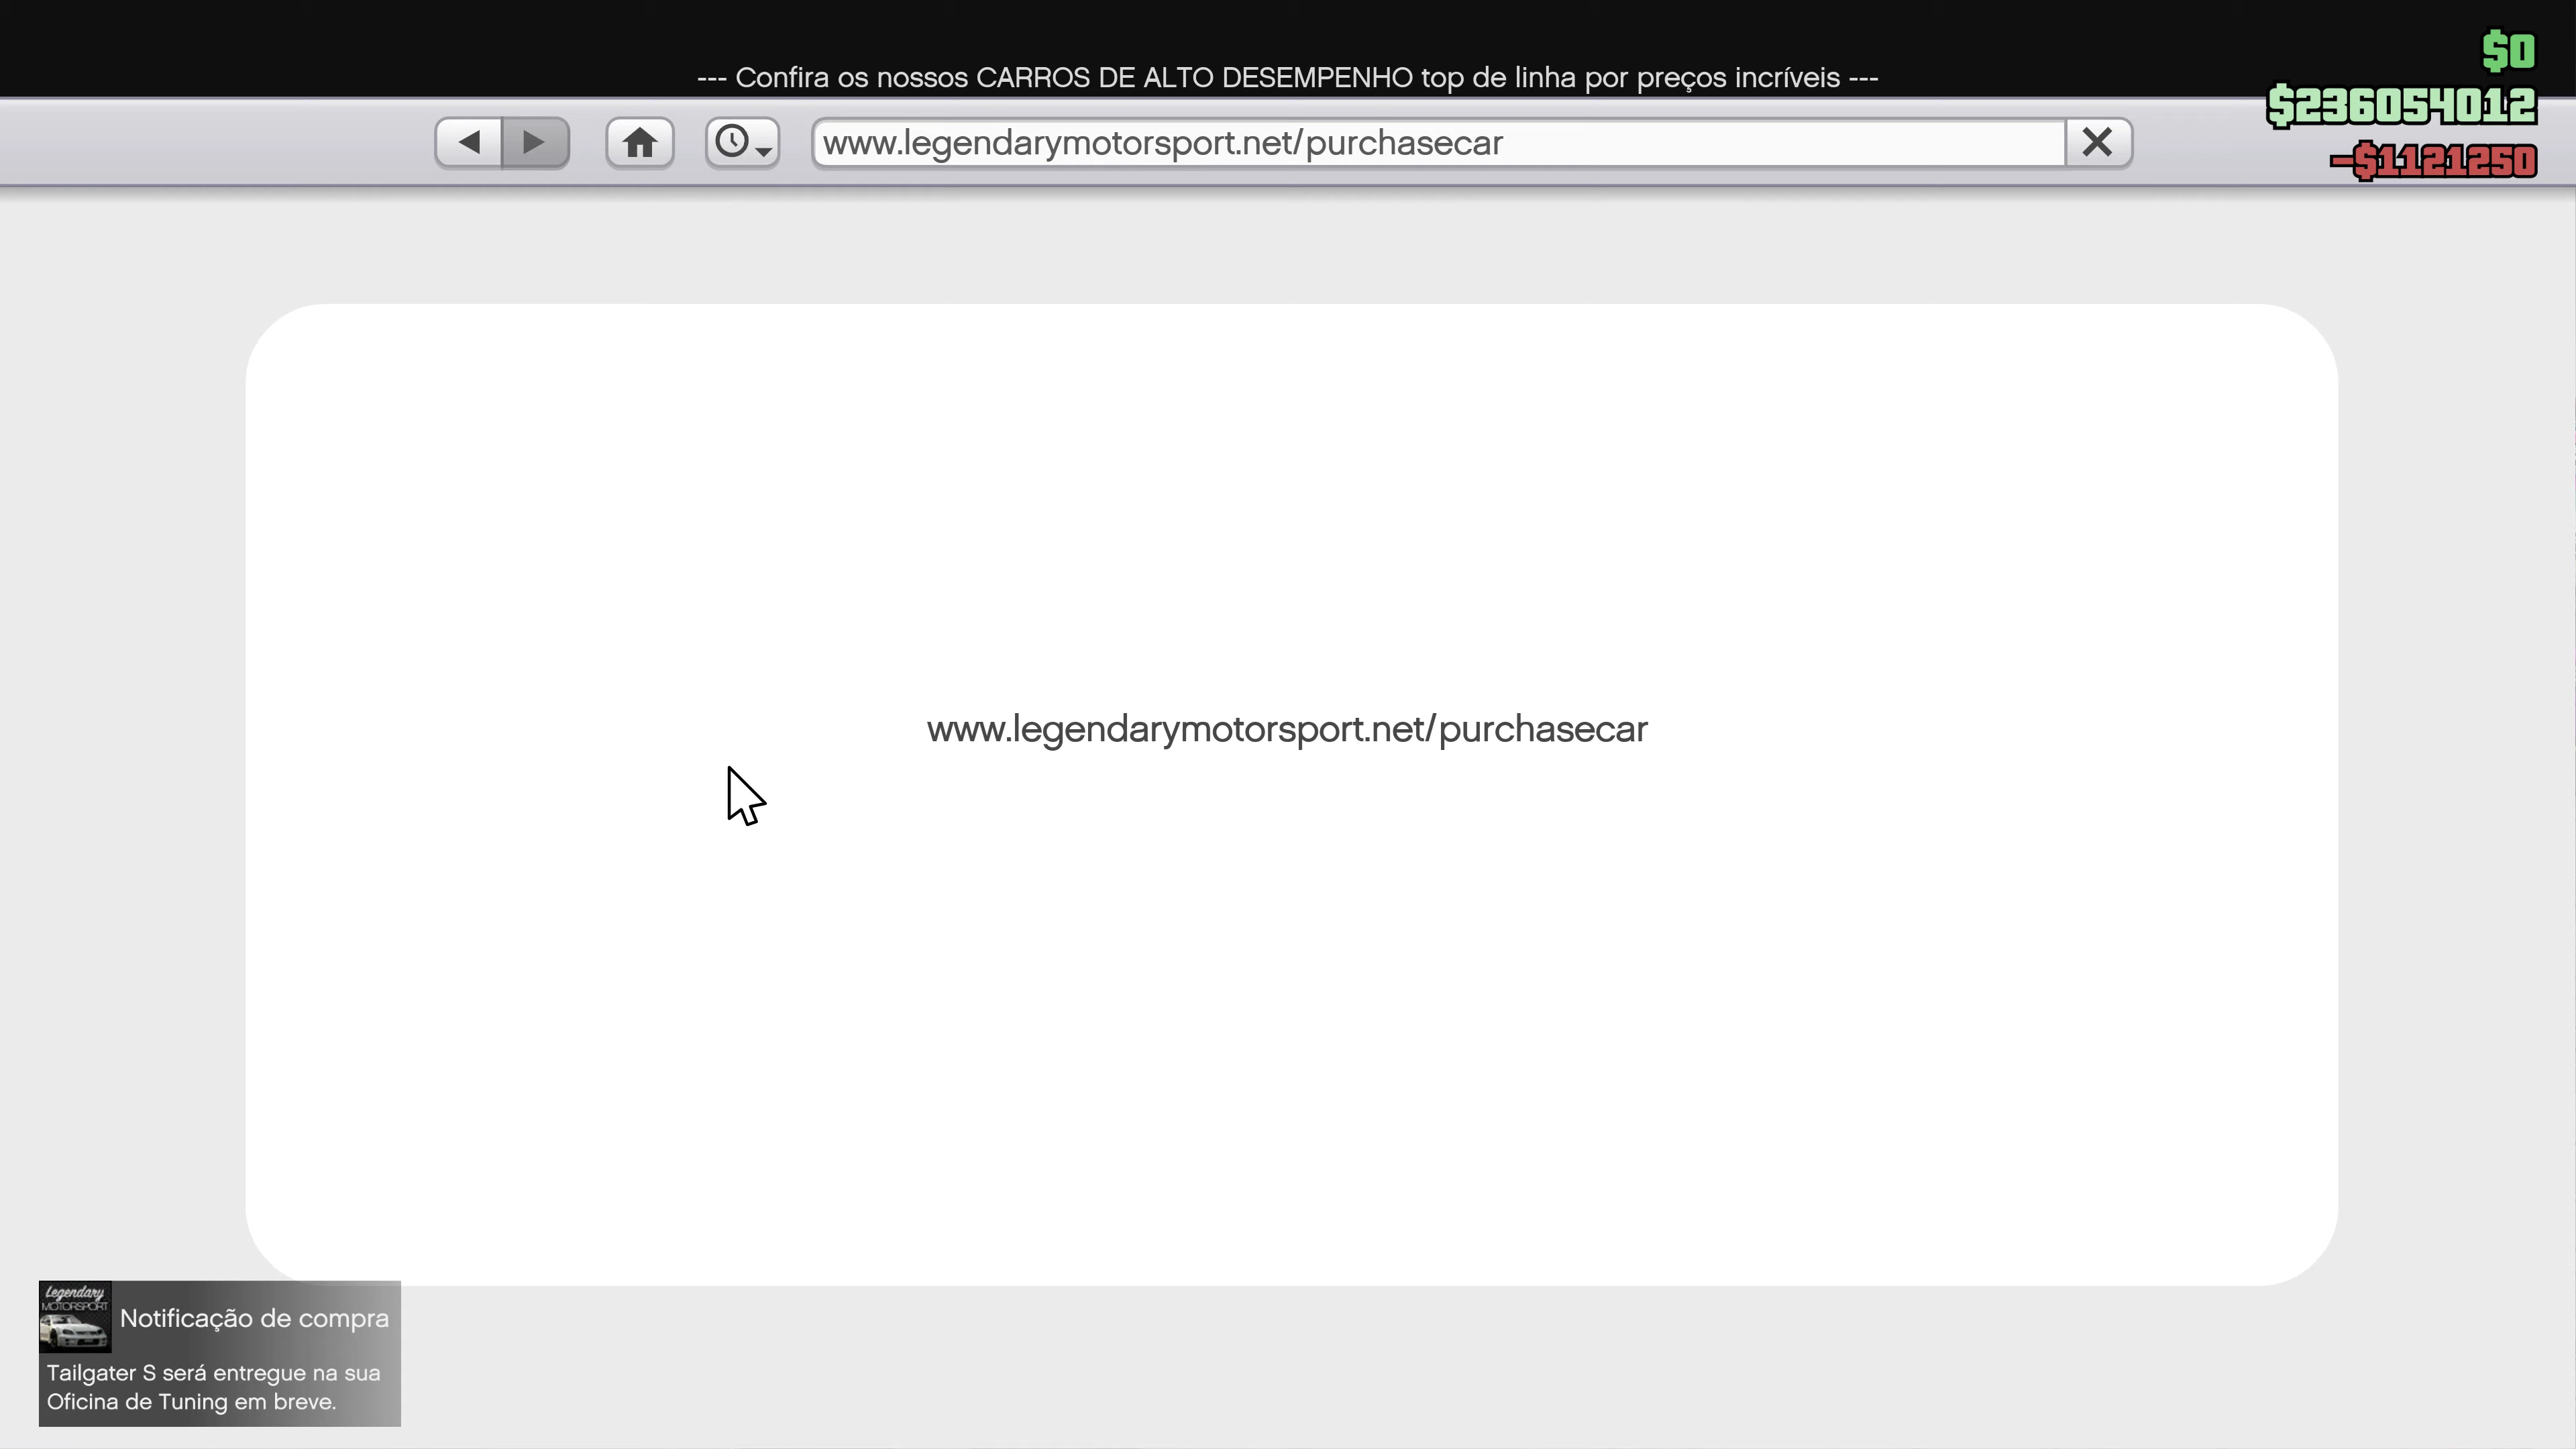 --- Confira os nossos CARROS DE ALTO DESEMPENHO top de linha por preços incríveis ---
$0
$236054012
-$1121250
www.legendarymotorsport.net/purchasecar
www.legendarymotorsport.net/purchasecar
Legendary
MOTORSPORT
Notificação de compra
Tailgater S será entregue na sua
Oficina de Tuning em breve.